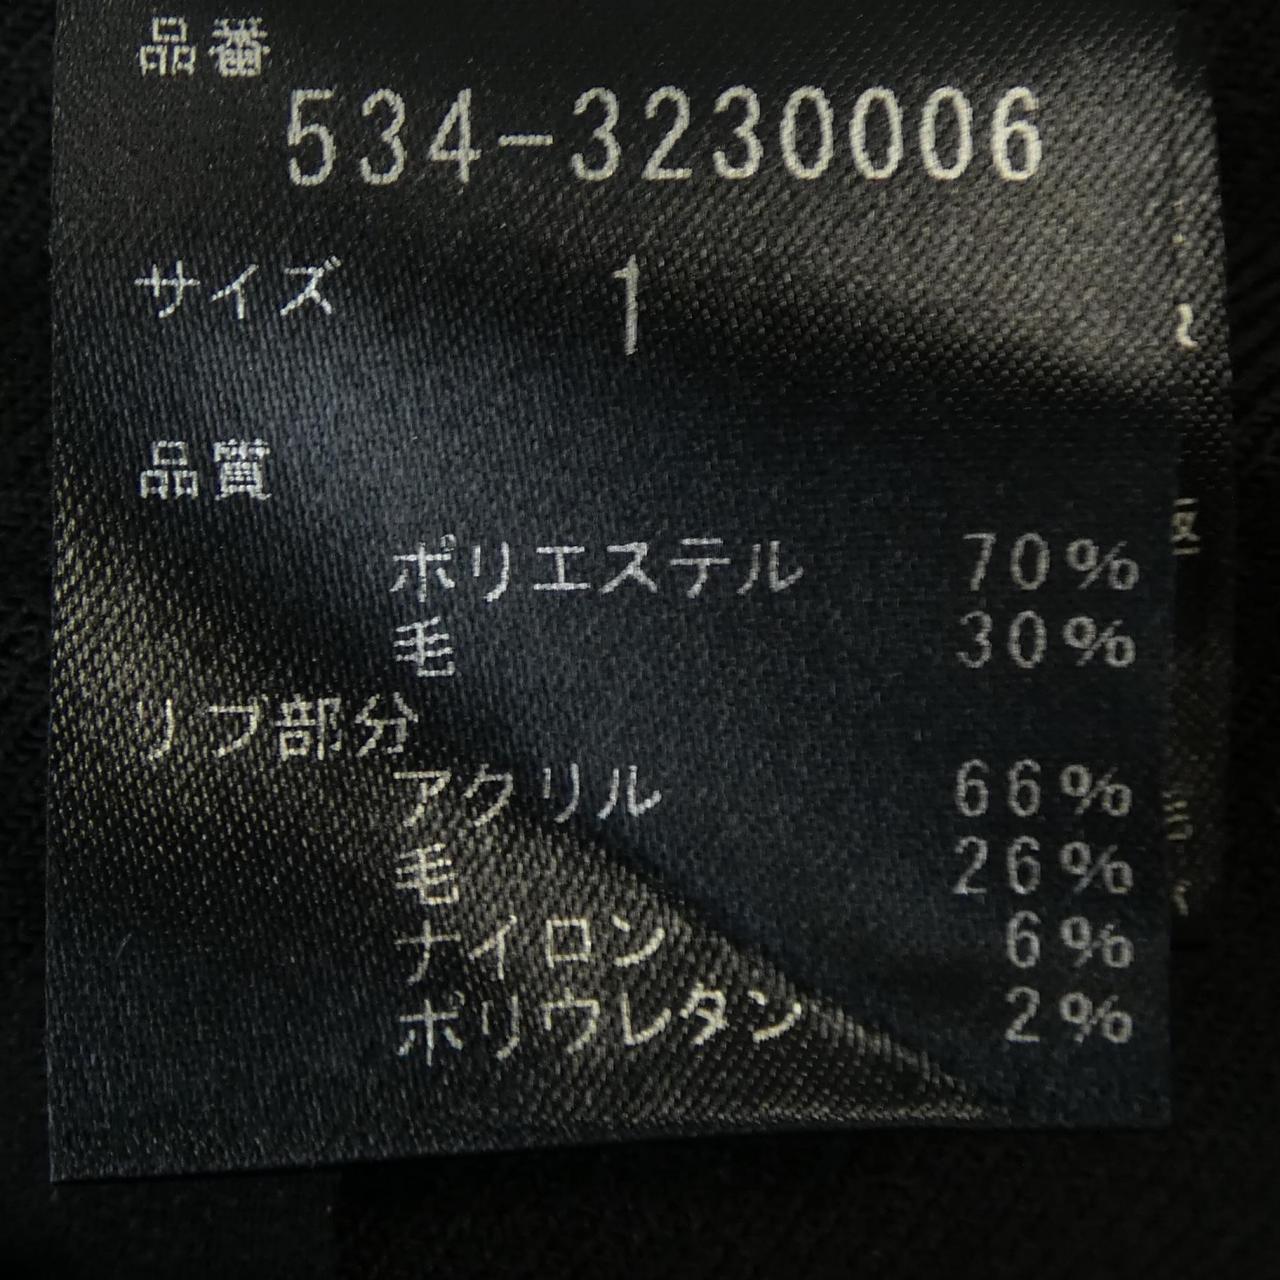 品番
534-3230006
サイズ 1
品質
ポリエステル 70%
毛 30%
リブ部分
アクリル 66%
毛 26%
ナイロン 6%
ポリウレタン 2%